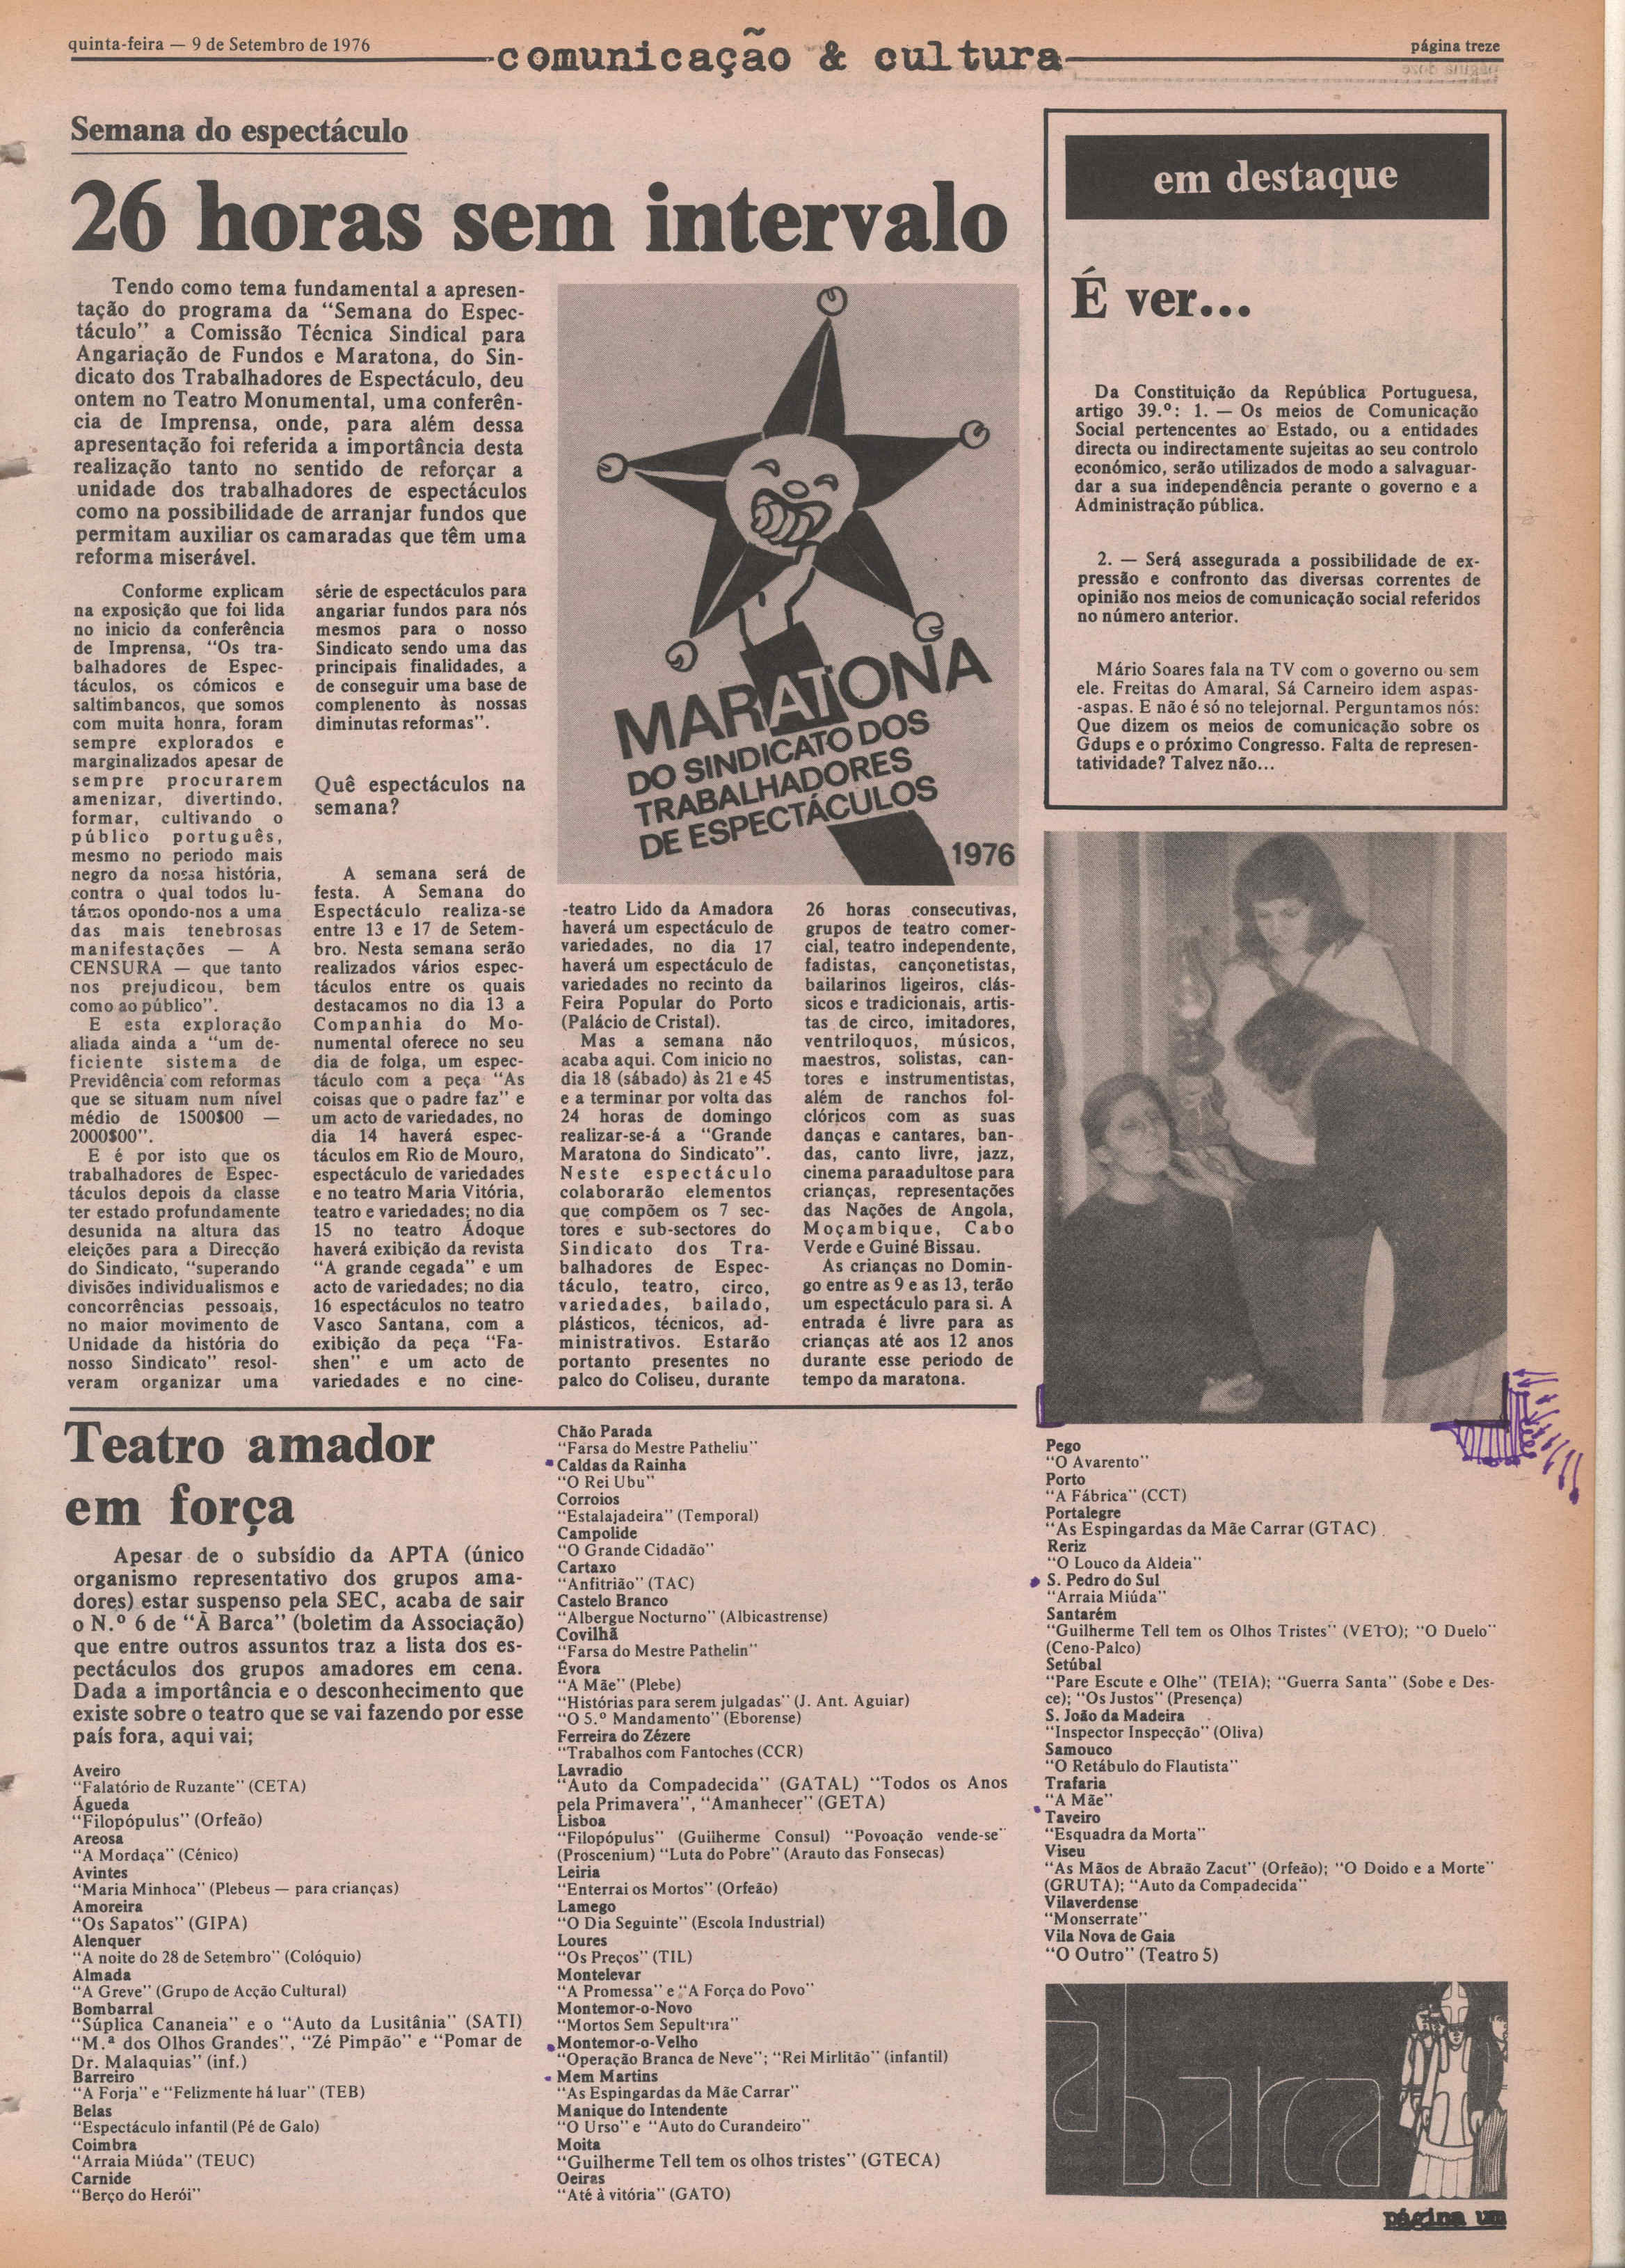 quinta-feira — 9 de Setembro de 1976
comunicação & cultura
página treze
Semana do espectáculo
26 horas sem intervalo
Tendo como tema fundamental a apresen-
tação do programa da “Semana do Espec-
táculo” a Comissão Técnica Sindical para
Angariação de Fundos e Maratona, do Sin-
dicato dos Trabalhadores de Espectáculo, deu
ontem no Teatro Monumental, uma conferên-
cia de Imprensa, onde, para além dessa
apresentação foi referida a importância desta
realização tanto no sentido de reforçar a
unidade dos trabalhadores de espectáculos
como na possibilidade de arranjar fundos que
permitam auxiliar os camaradas que têm uma
reforma miserável.
Conforme explicam
na exposição que foi lida
no inicio da conferência
de Imprensa, “Os tra-
balhadores de Espec-
táculos, os cómicos e
saltimbancos, que somos
com muita honra, foram
sempre explorados e
marginalizados apesar de
sempre procurarem
amenizar, divertindo,
formar, cultivando o
público português,
mesmo no periodo mais
negro da nossa história,
contra o qual todos lu-
támos opondo-nos a uma
das mais tenebrosas
manifestações — A
CENSURA — que tanto
nos prejudicou, bem
como ao público”.
E esta exploração
aliada ainda a “um de-
ficiente sistema de
Previdência com reformas
que se situam num nível
médio de 1500$00 —
2000$00”.
E é por isto que os
trabalhadores de Espec-
táculos depois da classe
ter estado profundamente
desunida na altura das
eleições para a Direcção
do Sindicato, “superando
divisões individualismos e
concorrências pessoais,
no maior movimento de
Unidade da história do
nosso Sindicato” resol-
veram organizar uma
série de espectáculos para
angariar fundos para nós
mesmos para o nosso
Sindicato sendo uma das
principais finalidades, a
de conseguir uma base de
complenento às nossas
diminutas reformas”.
Quê espectáculos na
semana?
A semana será de
festa. A Semana do
Espectáculo realiza-se
entre 13 e 17 de Setem-
bro. Nesta semana serão
realizados vários espec-
táculos entre os quais
destacamos no dia 13 a
Companhia do Mo-
numental oferece no seu
dia de folga, um espec-
táculo com a peça “As
coisas que o padre faz” e
um acto de variedades, no
dia 14 haverá espec-
táculos em Rio de Mouro,
espectáculo de variedades
e no teatro Maria Vitória,
teatro e variedades; no dia
15 no teatro Ádoque
haverá exibição da revista
“A grande cegada” e um
acto de variedades; no dia
16 espectáculos no teatro
Vasco Santana, com a
exibição da peça “Fa-
shen” e um acto de
variedades e no cine-
MARATONA
DO SINDICATO DOS
TRABALHADORES
DE ESPECTÁCULOS
1976
-teatro Lido da Amadora
haverá um espectáculo de
variedades, no dia 17
haverá um espectáculo de
variedades no recinto da
Feira Popular do Porto
(Palácio de Cristal).
Mas a semana não
acaba aqui. Com inicio no
dia 18 (sábado) às 21 e 45
e a terminar por volta das
24 horas de domingo
realizar-se-á a “Grande
Maratona do Sindicato”.
Neste espectáculo
colaborarão elementos
que compõem os 7 sec-
tores e sub-sectores do
Sindicato dos Tra-
balhadores de Espec-
táculo, teatro, circo,
variedades, bailado,
plásticos, técnicos, ad-
ministrativos. Estarão
portanto presentes no
palco do Coliseu, durante
26 horas consecutivas,
grupos de teatro comer-
cial, teatro independente,
fadistas, cançonetistas,
bailarinos ligeiros, clás-
sicos e tradicionais, artis-
tas de circo, imitadores,
ventriloquos, músicos,
maestros, solistas, can-
tores e instrumentistas,
além de ranchos fol-
clóricos com as suas
danças e cantares, ban-
das, canto livre, jazz,
cinema paraadultose para
crianças, representações
das Nações de Angola,
Moçambique, Cabo
Verde e Guiné Bissau.
As crianças no Domin-
go entre as 9 e as 13, terão
um espectáculo para si. A
entrada é livre para as
crianças até aos 12 anos
durante esse periodo de
tempo da maratona.
em destaque
É ver...
Da Constituição da República Portuguesa,
artigo 39.º: 1. — Os meios de Comunicação
Social pertencentes ao Estado, ou a entidades
directa ou indirectamente sujeitas ao seu controlo
económico, serão utilizados de modo a salvaguar-
dar a sua independência perante o governo e a
Administração pública.
2. — Será assegurada a possibilidade de ex-
pressão e confronto das diversas correntes de
opinião nos meios de comunicação social referidos
no número anterior.
Mário Soares fala na TV com o governo ou sem
ele. Freitas do Amaral, Sá Carneiro idem aspas-
-aspas. E não é só no telejornal. Perguntamos nós:
Que dizem os meios de comunicação sobre os
Gdups e o próximo Congresso. Falta de represen-
tatividade? Talvez não...
Teatro amador
em força
Apesar de o subsídio da APTA (único
organismo representativo dos grupos ama-
dores) estar suspenso pela SEC, acaba de sair
o N.º 6 de “À Barca” (boletim da Associação)
que entre outros assuntos traz a lista dos es-
pectáculos dos grupos amadores em cena.
Dada a importância e o desconhecimento que
existe sobre o teatro que se vai fazendo por esse
país fora, aqui vai;
Aveiro
“Falatório de Ruzante” (CETA)
Águeda
“Filopópulus” (Orfeão)
Areosa
“A Mordaça” (Cénico)
Avintes
“Maria Minhoca” (Plebeus — para crianças)
Amoreira
“Os Sapatos” (GIPA)
Alenquer
“A noite do 28 de Setembro” (Colóquio)
Almada
“A Greve” (Grupo de Acção Cultural)
Bombarral
“Súplica Cananeia” e o “Auto da Lusitânia” (SATI)
“M.ª dos Olhos Grandes”, “Zé Pimpão” e “Pomar de
Dr. Malaquias” (inf.)
Barreiro
“A Forja” e “Felizmente há luar” (TEB)
Belas
“Espectáculo infantil (Pé de Galo)
Coimbra
“Arraia Miúda” (TEUC)
Carnide
“Berço do Herói”
Chão Parada
“Farsa do Mestre Patheliu”
Caldas da Rainha
“O Rei Ubu”
Corroios
“Estalajadeira” (Temporal)
Campolide
“O Grande Cidadão”
Cartaxo
“Anfitrião” (TAC)
Castelo Branco
“Albergue Nocturno” (Albicastrense)
Covilhã
“Farsa do Mestre Pathelin”
Évora
“A Mãe” (Plebe)
“Histórias para serem julgadas” (J. Ant. Aguiar)
“O 5.º Mandamento” (Eborense)
Ferreira do Zézere
“Trabalhos com Fantoches (CCR)
Lavradio
“Auto da Compadecida” (GATAL) “Todos os Anos
pela Primavera”, “Amanhecer” (GETA)
Lisboa
“Filopópulus” (Guilherme Consul) “Povoação vende-se”
(Proscenium) “Luta do Pobre” (Arauto das Fonsecas)
Leiria
“Enterrai os Mortos” (Orfeão)
Lamego
“O Dia Seguinte” (Escola Industrial)
Loures
“Os Preços” (TIL)
Montelevar
“A Promessa” e “A Força do Povo”
Montemor-o-Novo
“Mortos Sem Sepultura”
Montemor-o-Velho
“Operação Branca de Neve”; “Rei Mirlitão” (infantil)
Mem Martins
“As Espingardas da Mãe Carrar”
Manique do Intendente
“O Urso” e “Auto do Curandeiro”
Moita
“Guilherme Tell tem os olhos tristes” (GTECA)
Oeiras
“Até à vitória” (GATO)
Pego
“O Avarento”
Porto
“A Fábrica” (CCT)
Portalegre
“As Espingardas da Mãe Carrar (GTAC)
Reriz
“O Louco da Aldeia”
S. Pedro do Sul
“Arraia Miúda”
Santarém
“Guilherme Tell tem os Olhos Tristes” (VETO); “O Duelo”
(Ceno-Palco)
Setúbal
“Pare Escute e Olhe” (TEIA); “Guerra Santa” (Sobe e Des-
ce); “Os Justos” (Presença)
S. João da Madeira
“Inspector Inspecção” (Oliva)
Samouco
“O Retábulo do Flautista”
Trafaria
“A Mãe”
Taveiro
“Esquadra da Morta”
Viseu
“As Mãos de Abraão Zacut” (Orfeão); “O Doido e a Morte”
(GRUTA); “Auto da Compadecida”
Vilaverdense
“Monserrate”
Vila Nova de Gaia
“O Outro” (Teatro 5)
àbarca
página um